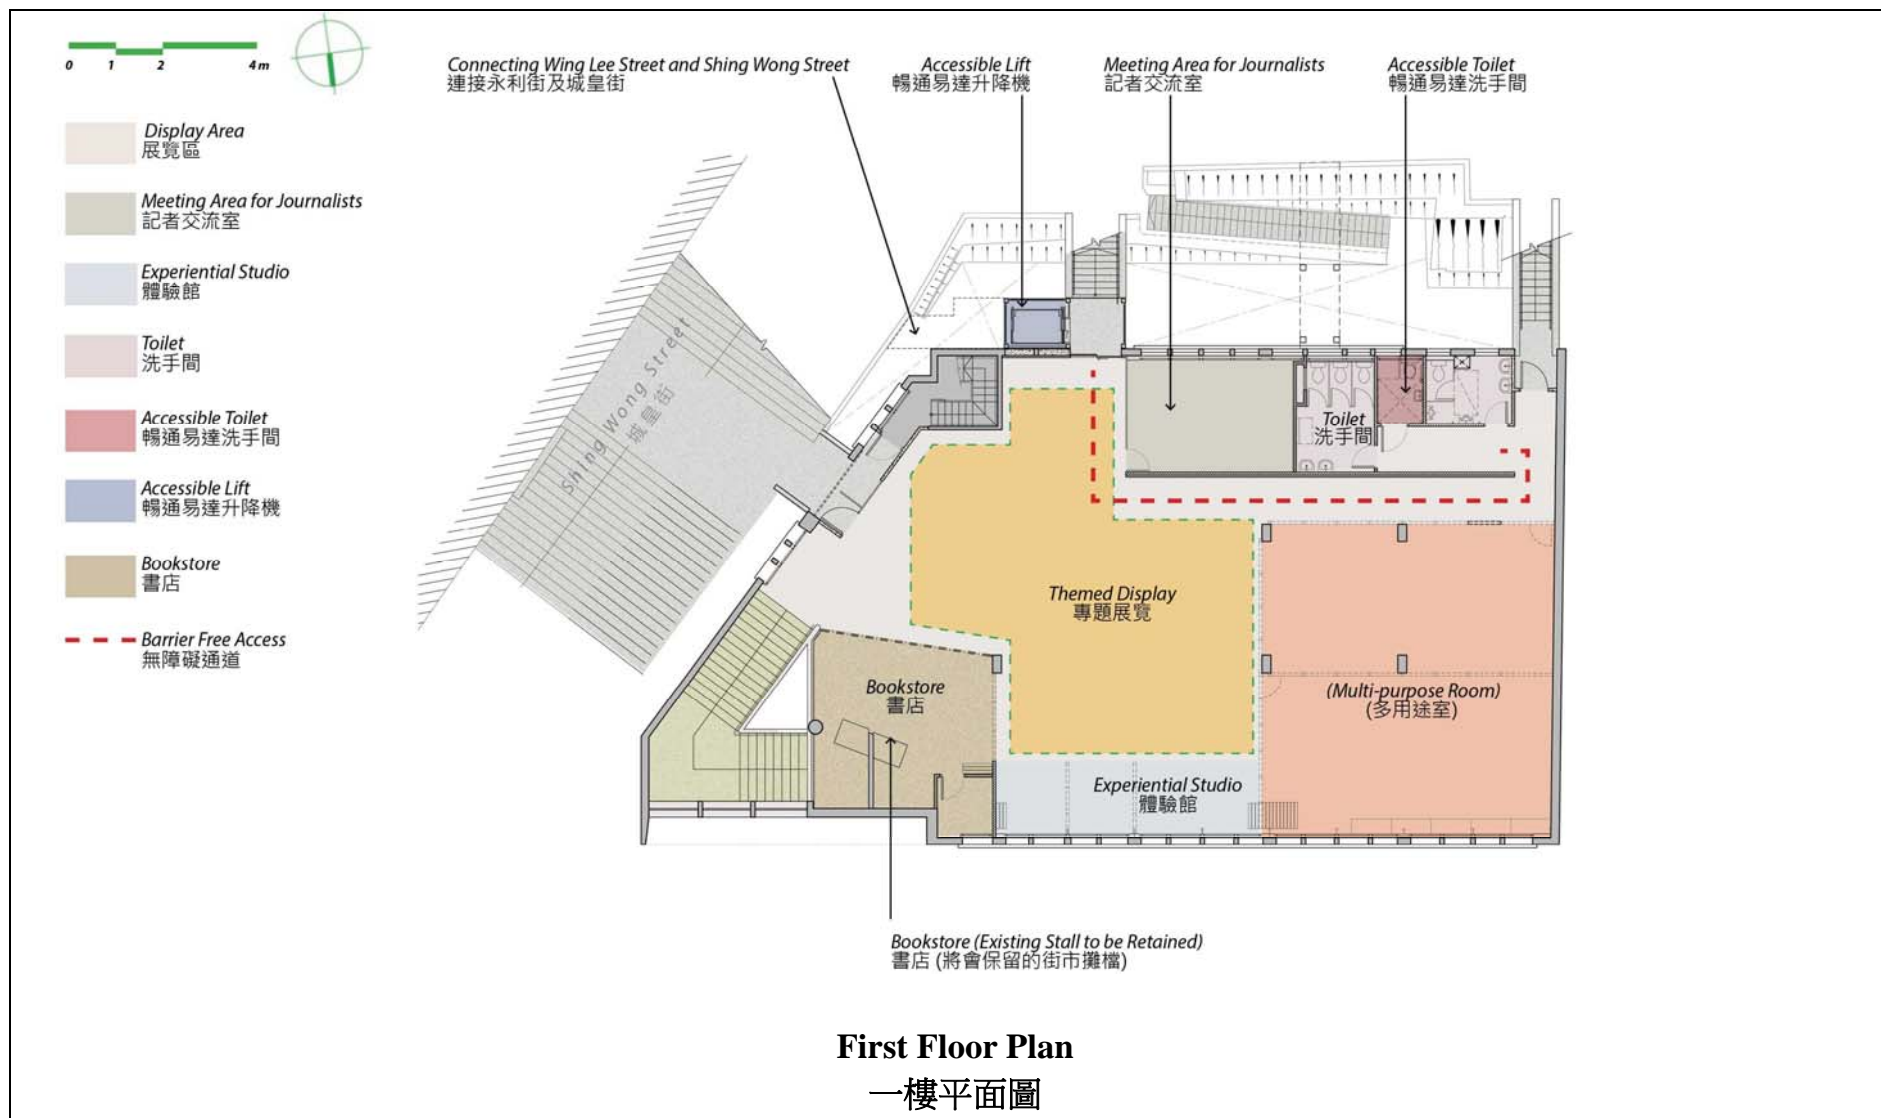 0 1 2 4 m
Connecting Wing Lee Street and Shing Wong Street
連接永利街及城皇街
Accessible Lift
暢通易達升降機
Meeting Area for Journalists
記者交流室
Accessible Toilet
暢通易達洗手間
Display Area
展覽區
Meeting Area for Journalists
記者交流室
Experiential Studio
體驗館
Toilet
洗手間
Accessible Toilet
暢通易達洗手間
Accessible Lift
暢通易達升降機
Bookstore
書店
Barrier Free Access
無障礙通道
Shing Wong Street
城皇街
Toilet
洗手間
Themed Display
專題展覽
Bookstore
書店
(Multi-purpose Room)
(多用途室)
Experiential Studio
體驗館
Bookstore (Existing Stall to be Retained)
書店 (將會保留的街市攤檔)
First Floor Plan
一樓平面圖